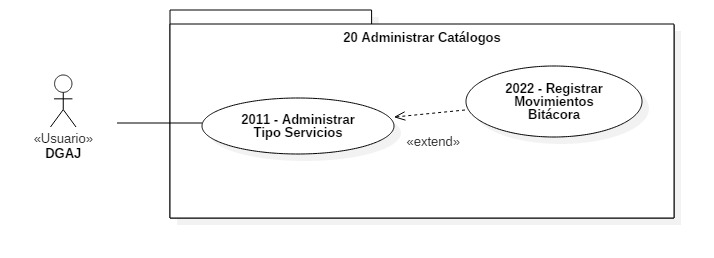 20 Administrar Catálogos
2022 - Registrar
Movimientos
Bitácora
2011 - Administrar
Tipo Servicios
«extend»
«Usuario»
DGAJ